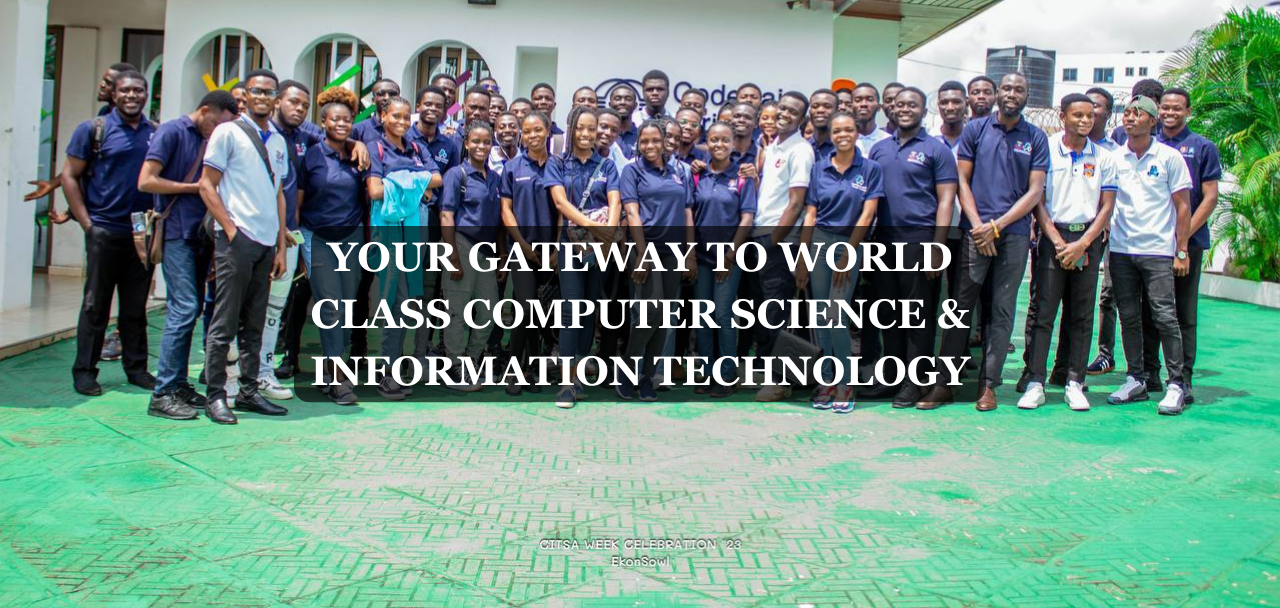 YOUR GATEWAY TO WORLD
CLASS COMPUTER SCIENCE &
INFORMATION TECHNOLOGY
CITSA WEEK CELEBRATION '23
EkonSowl